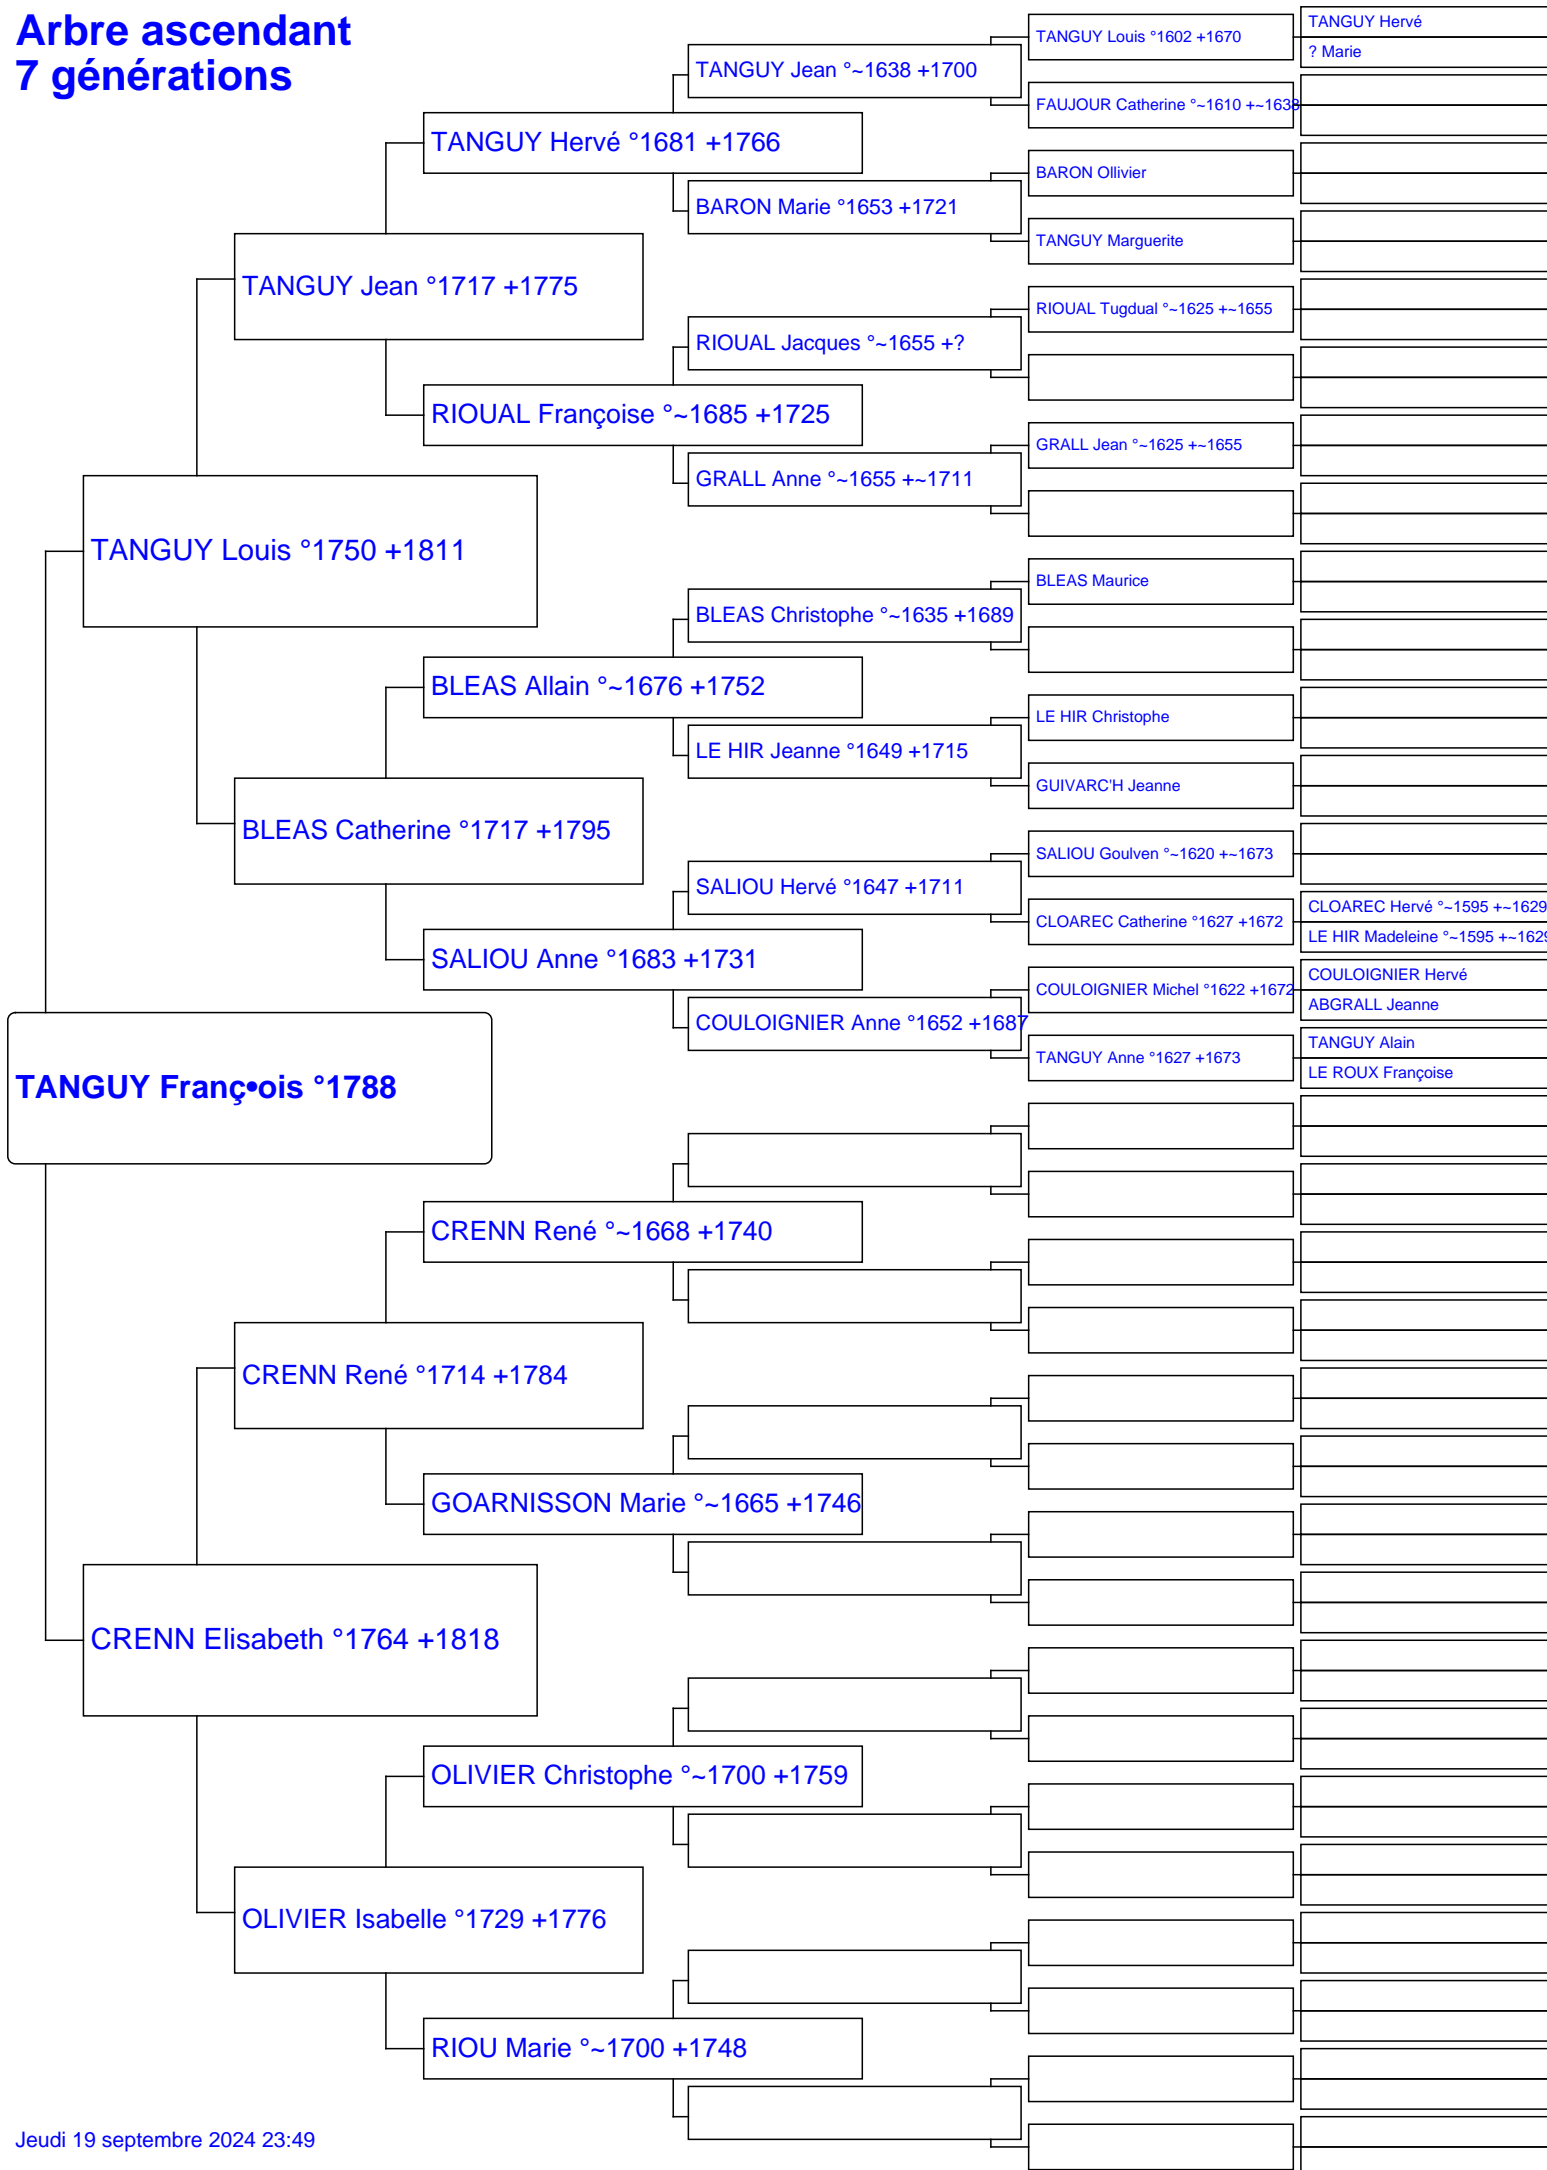 Arbre ascendant
7 générations
TANGUY Franç•ois °1788
TANGUY Louis °1750 +1811
CRENN Elisabeth °1764 +1818
TANGUY Jean °1717 +1775
BLEAS Catherine °1717 +1795
CRENN René °1714 +1784
OLIVIER Isabelle °1729 +1776
TANGUY Hervé °1681 +1766
RIOUAL Françoise °~1685 +1725
BLEAS Allain °~1676 +1752
SALIOU Anne °1683 +1731
CRENN René °~1668 +1740
GOARNISSON Marie °~1665 +1746
OLIVIER Christophe °~1700 +1759
RIOU Marie °~1700 +1748
TANGUY Jean °~1638 +1700
BARON Marie °1653 +1721
RIOUAL Jacques °~1655 +?
GRALL Anne °~1655 +~1711
BLEAS Christophe °~1635 +1689
LE HIR Jeanne °1649 +1715
SALIOU Hervé °1647 +1711
COULOIGNIER Anne °1652 +1687
TANGUY Louis °1602 +1670
FAUJOUR Catherine °~1610 +~1638
BARON Ollivier
TANGUY Marguerite
RIOUAL Tugdual °~1625 +~1655
GRALL Jean °~1625 +~1655
BLEAS Maurice
LE HIR Christophe
GUIVARC'H Jeanne
SALIOU Goulven °~1620 +~1673
CLOAREC Catherine °1627 +1672
COULOIGNIER Michel °1622 +1672
TANGUY Anne °1627 +1673
TANGUY Hervé
? Marie
CLOAREC Hervé °~1595 +~1629
LE HIR Madeleine °~1595 +~1629
COULOIGNIER Hervé
ABGRALL Jeanne
TANGUY Alain
LE ROUX Françoise
Jeudi 19 septembre 2024 23:49